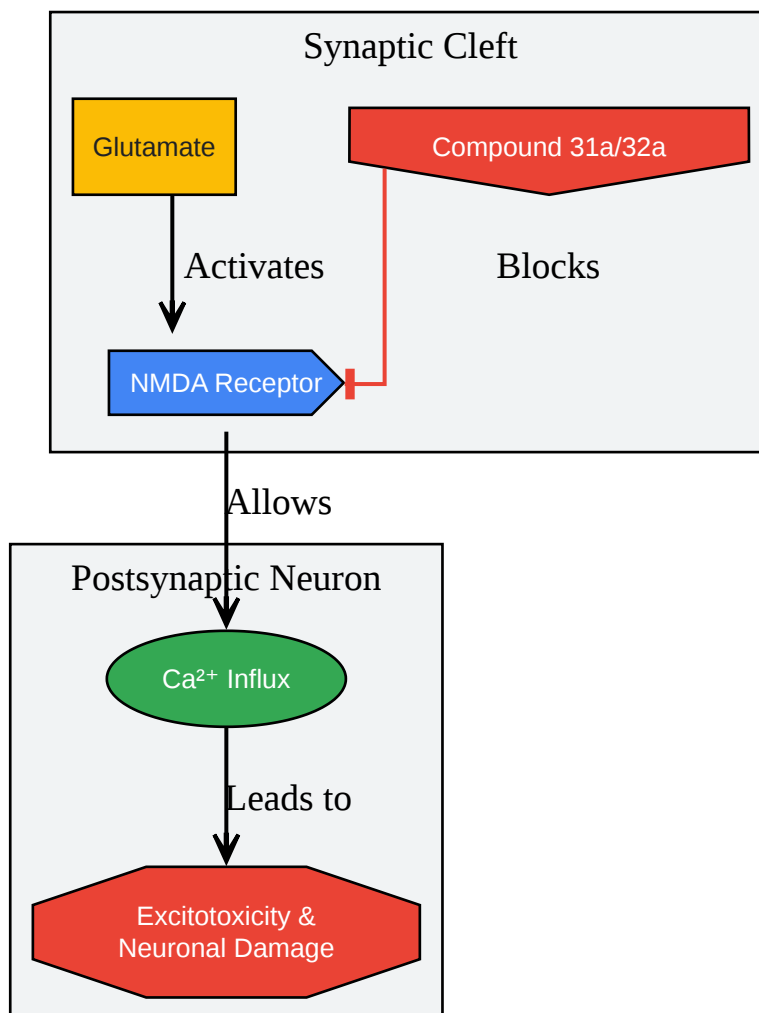 Synaptic Cleft
Glutamate
Compound 31a/32a
Activates
Blocks
NMDA Receptor
Allows
Postsynaptic Neuron
Ca²⁺ Influx
Leads to
Excitotoxicity &
Neuronal Damage